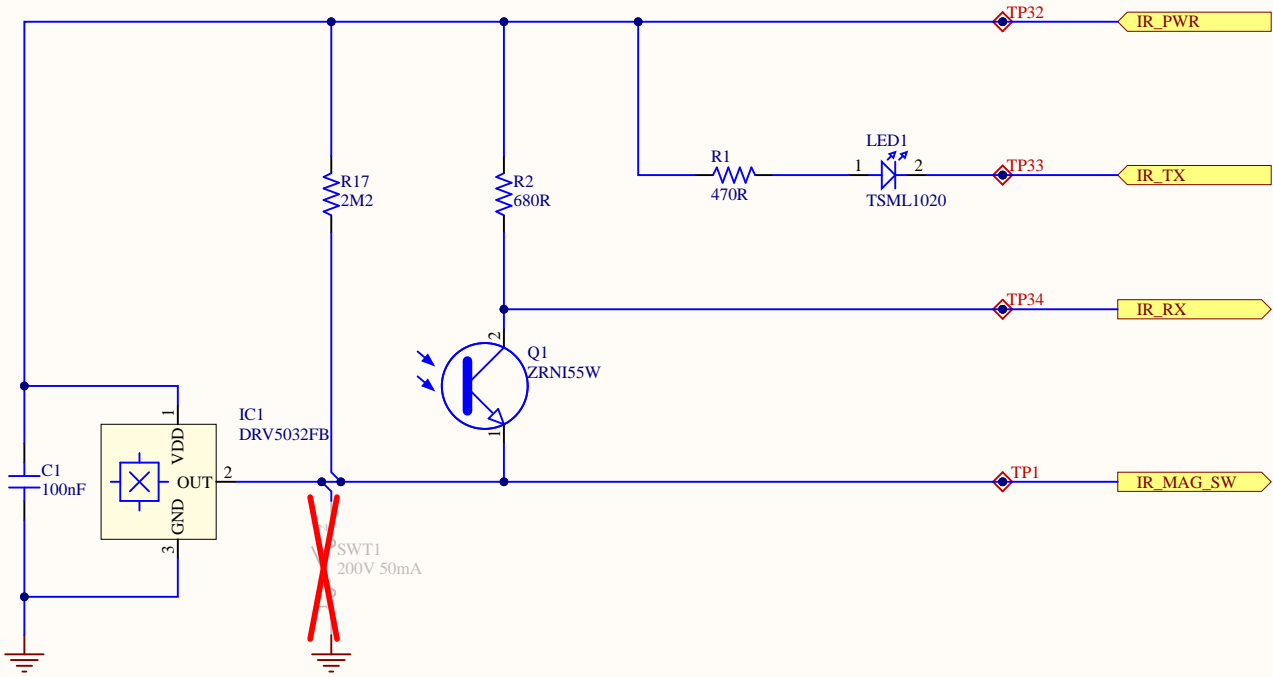 TP32
IR_PWR
LED1
R1
1
2
TP33
IR_TX
470R
TSML1020
R17
2M2
R2
680R
TP34
IR_RX
2
Q1
ZRNI55W
1
1
VDD
IC1
DRV5032FB
C1
100nF
OUT
2
GND
3
TP1
IR_MAG_SW
SWT1
200V 50mA